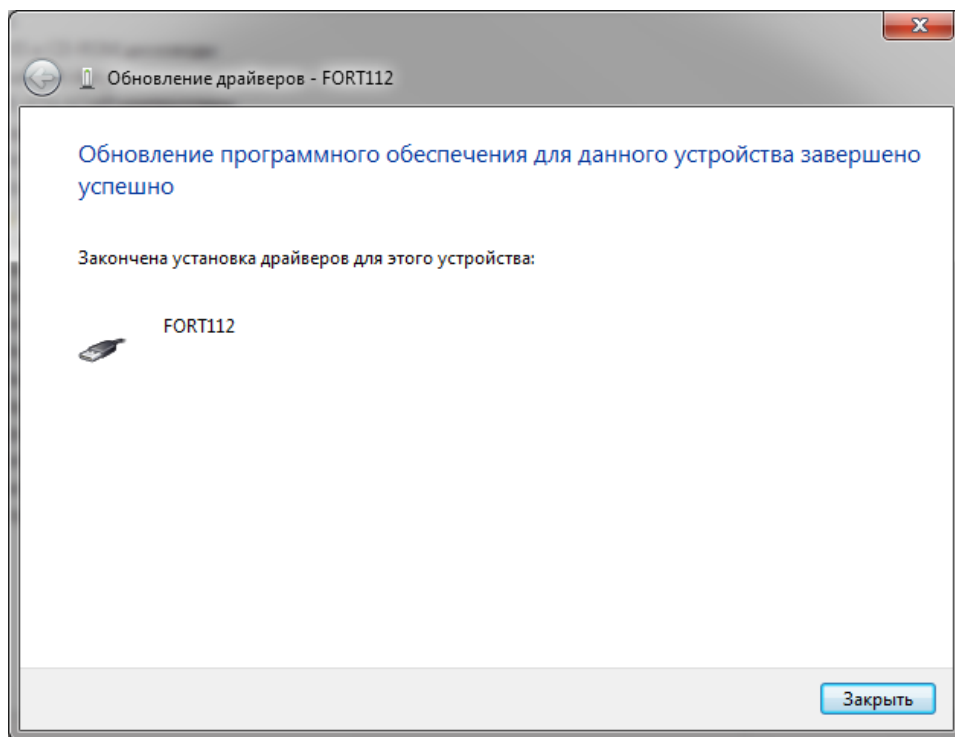 Обновление драйверов - FORT112
Обновление программного обеспечения для данного устройства завершено
успешно
Закончена установка драйверов для этого устройства:
FORT112
Закрыть